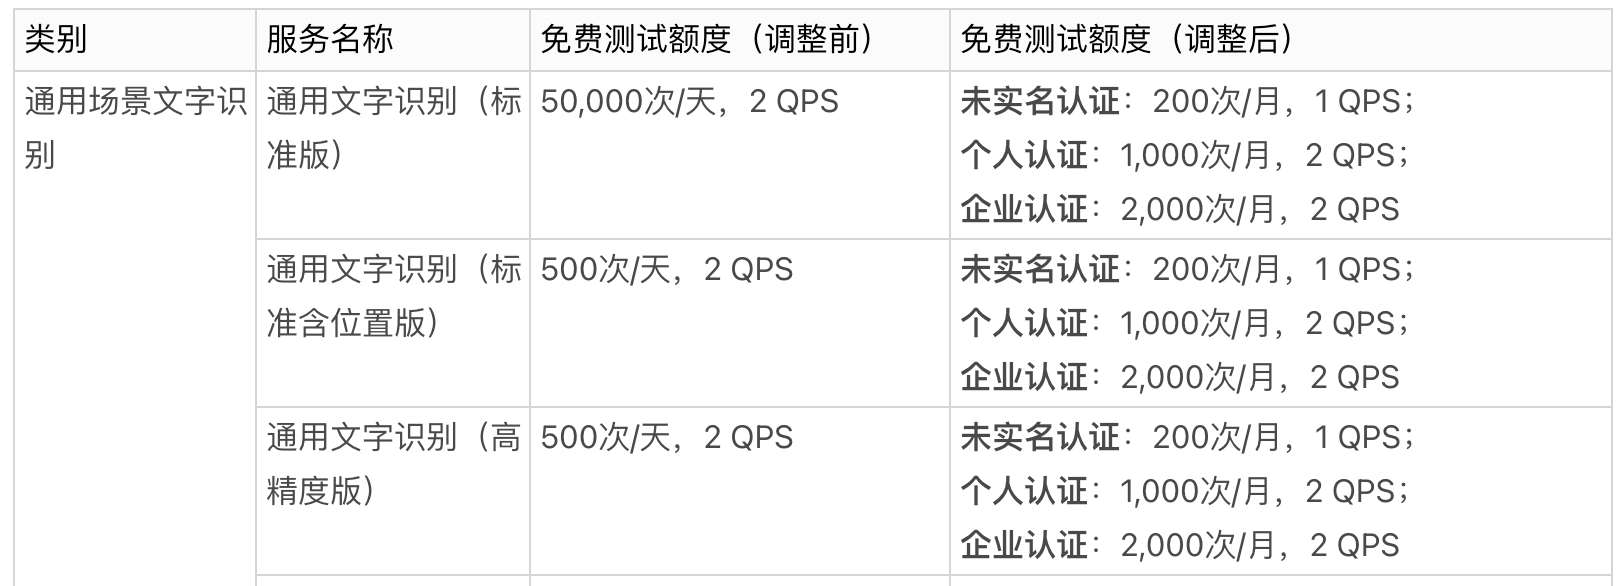 类别
服务名称
免费测试额度（调整前）
免费测试额度（调整后）
通用场景文字识
别
通用文字识别（标
准版）
50,000次/天，2 QPS
未实名认证：200次/月，1 QPS；
个人认证：1,000次/月，2 QPS；
企业认证：2,000次/月，2 QPS
通用文字识别（标
准含位置版）
500次/天，2 QPS
未实名认证：200次/月，1 QPS；
个人认证：1,000次/月，2 QPS；
企业认证：2,000次/月，2 QPS
通用文字识别（高
精度版）
500次/天，2 QPS
未实名认证：200次/月，1 QPS；
个人认证：1,000次/月，2 QPS；
企业认证：2,000次/月，2 QPS